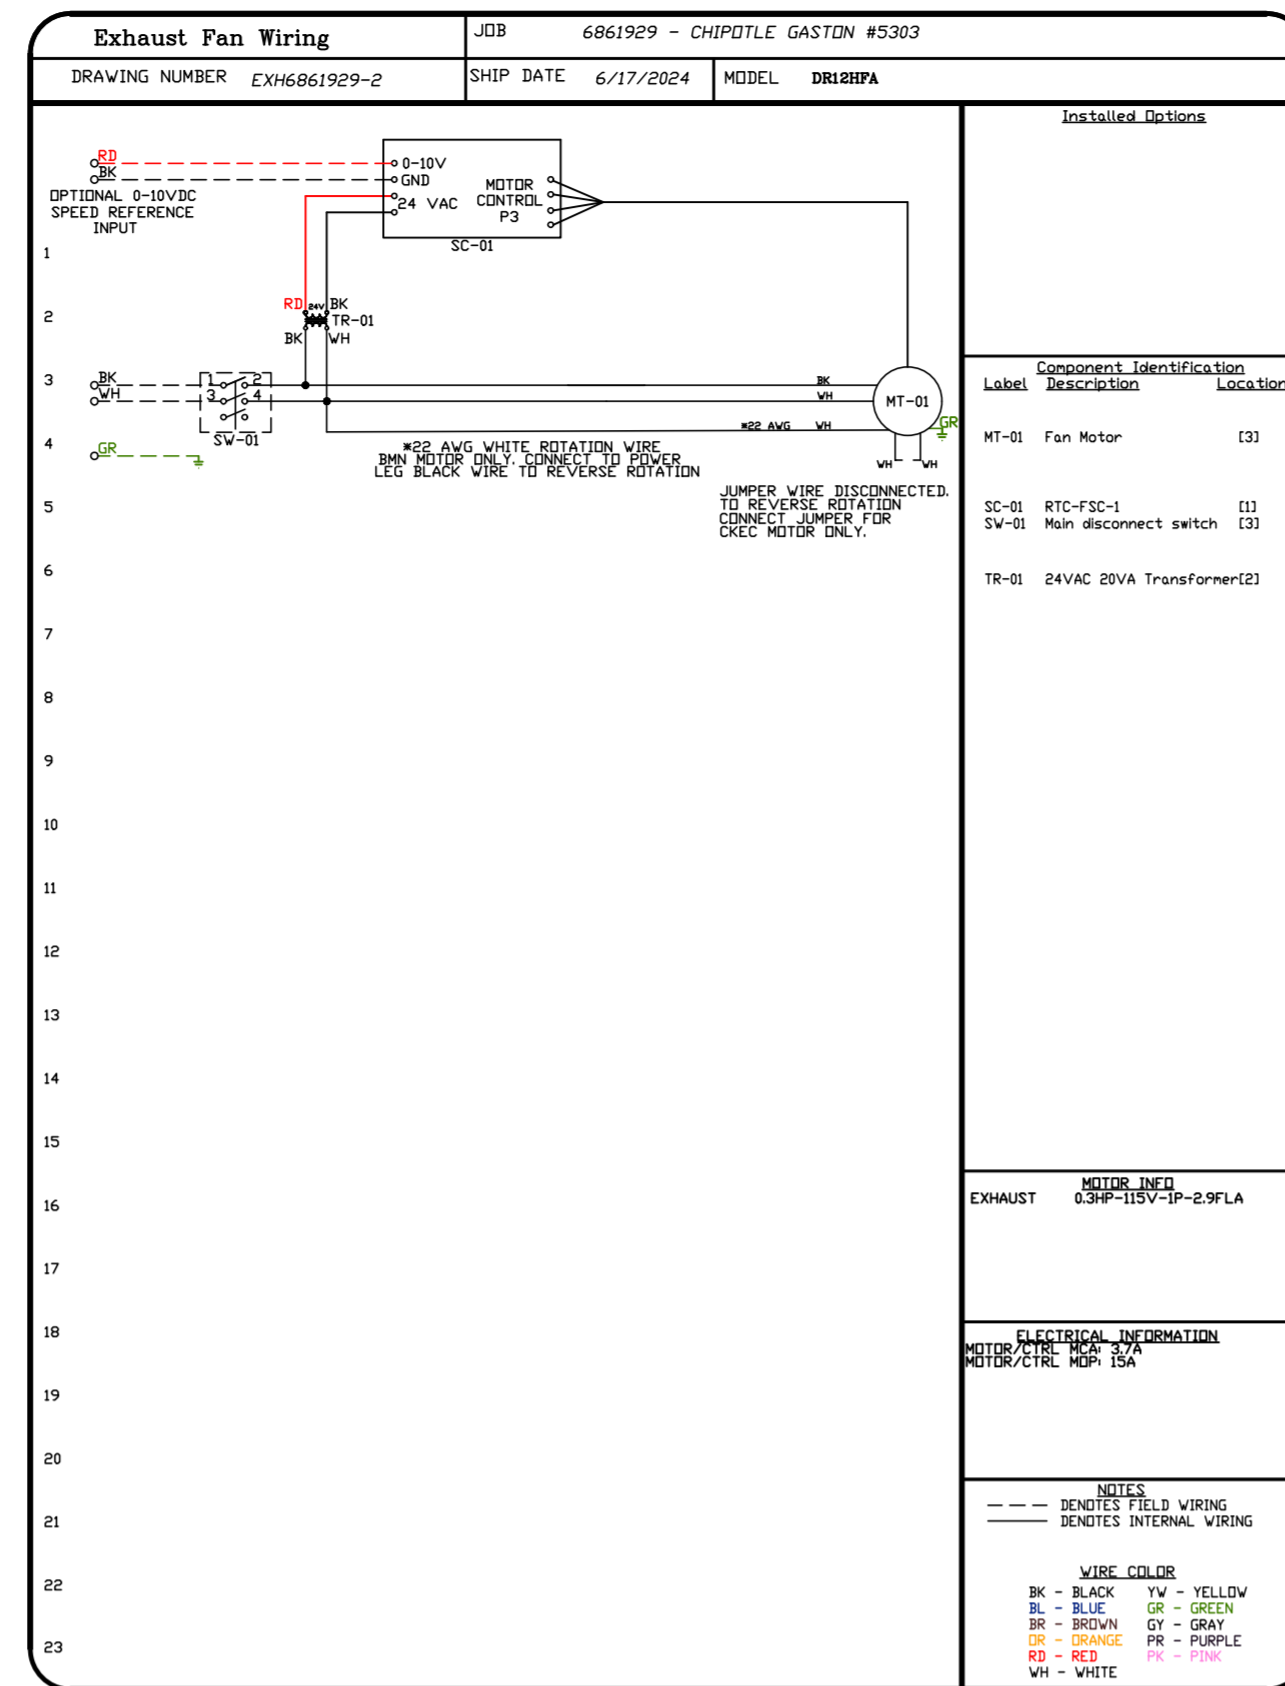 Exhaust Fan Wiring
JOB 6861929 - CHIPOTLE GASTON #5303
DRAWING NUMBER EXH6861929-2
SHIP DATE 6/17/2024
MODEL DR12HFA
RD
BK
OPTIONAL 0-10VDC
SPEED REFERENCE
INPUT
0-10V
GND
24 VAC
MOTOR
CONTROL
P3
SC-01
RD 24V BK
TR-01
BK WH
BK
WH
1 2
3 4
SW-01
GR
BK
WH
*22 AWG WH
MT-01
GR
WH WH
*22 AWG WHITE ROTATION WIRE
BMN MOTOR ONLY. CONNECT TO POWER
LEG BLACK WIRE TO REVERSE ROTATION
JUMPER WIRE DISCONNECTED.
TO REVERSE ROTATION
CONNECT JUMPER FOR
CKEC MOTOR ONLY.
1
2
3
4
5
6
7
8
9
10
11
12
13
14
15
16
17
18
19
20
21
22
23
Installed Options
Component Identification
Label Description Location
MT-01 Fan Motor [3]
SC-01 RTC-FSC-1 [1]
SW-01 Main disconnect switch [3]
TR-01 24VAC 20VA Transformer[2]
MOTOR INFO
EXHAUST 0.3HP-115V-1P-2.9FLA
ELECTRICAL INFORMATION
MOTOR/CTRL MCA: 3.7A
MOTOR/CTRL MOP: 15A
NOTES
DENOTES FIELD WIRING
DENOTES INTERNAL WIRING
WIRE COLOR
BK - BLACK YW - YELLOW
BL - BLUE GR - GREEN
BR - BROWN GY - GRAY
OR - ORANGE PR - PURPLE
RD - RED PK - PINK
WH - WHITE